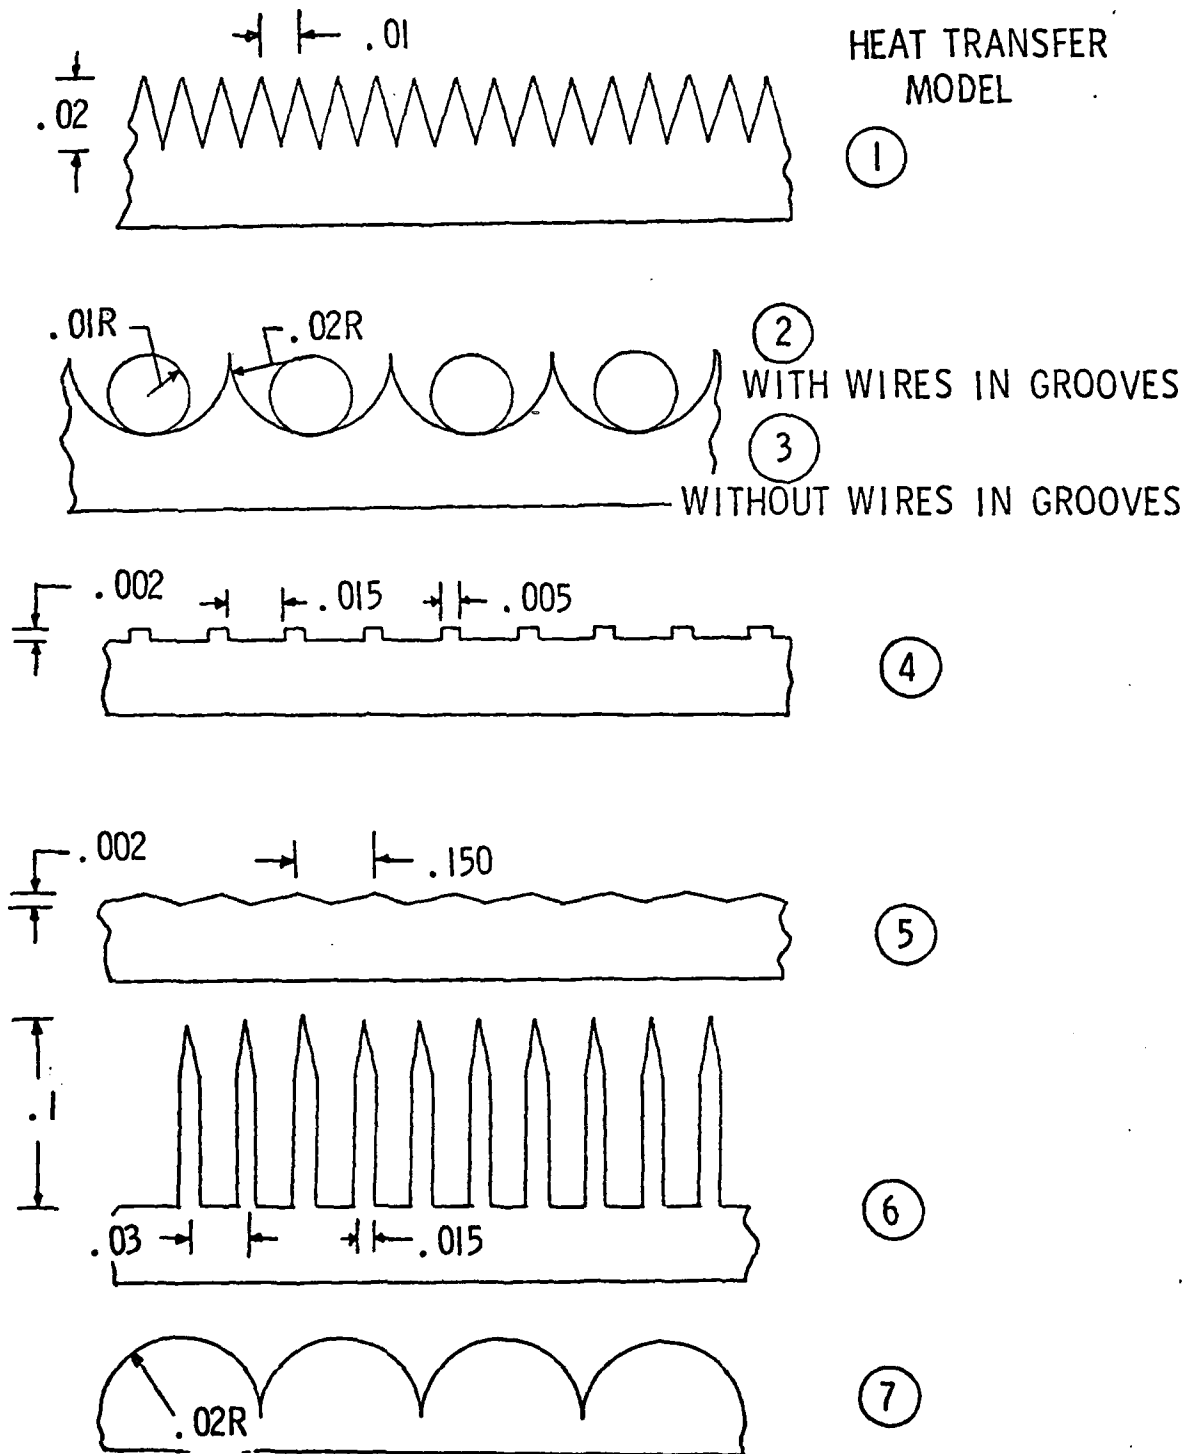 .01
HEAT TRANSFER
MODEL
.02
1
.01R
.02R
2
WITH WIRES IN GROOVES
3
WITHOUT WIRES IN GROOVES
.002
.015
.005
4
.002
.150
5
.1
6
.03
.015
7
.02R